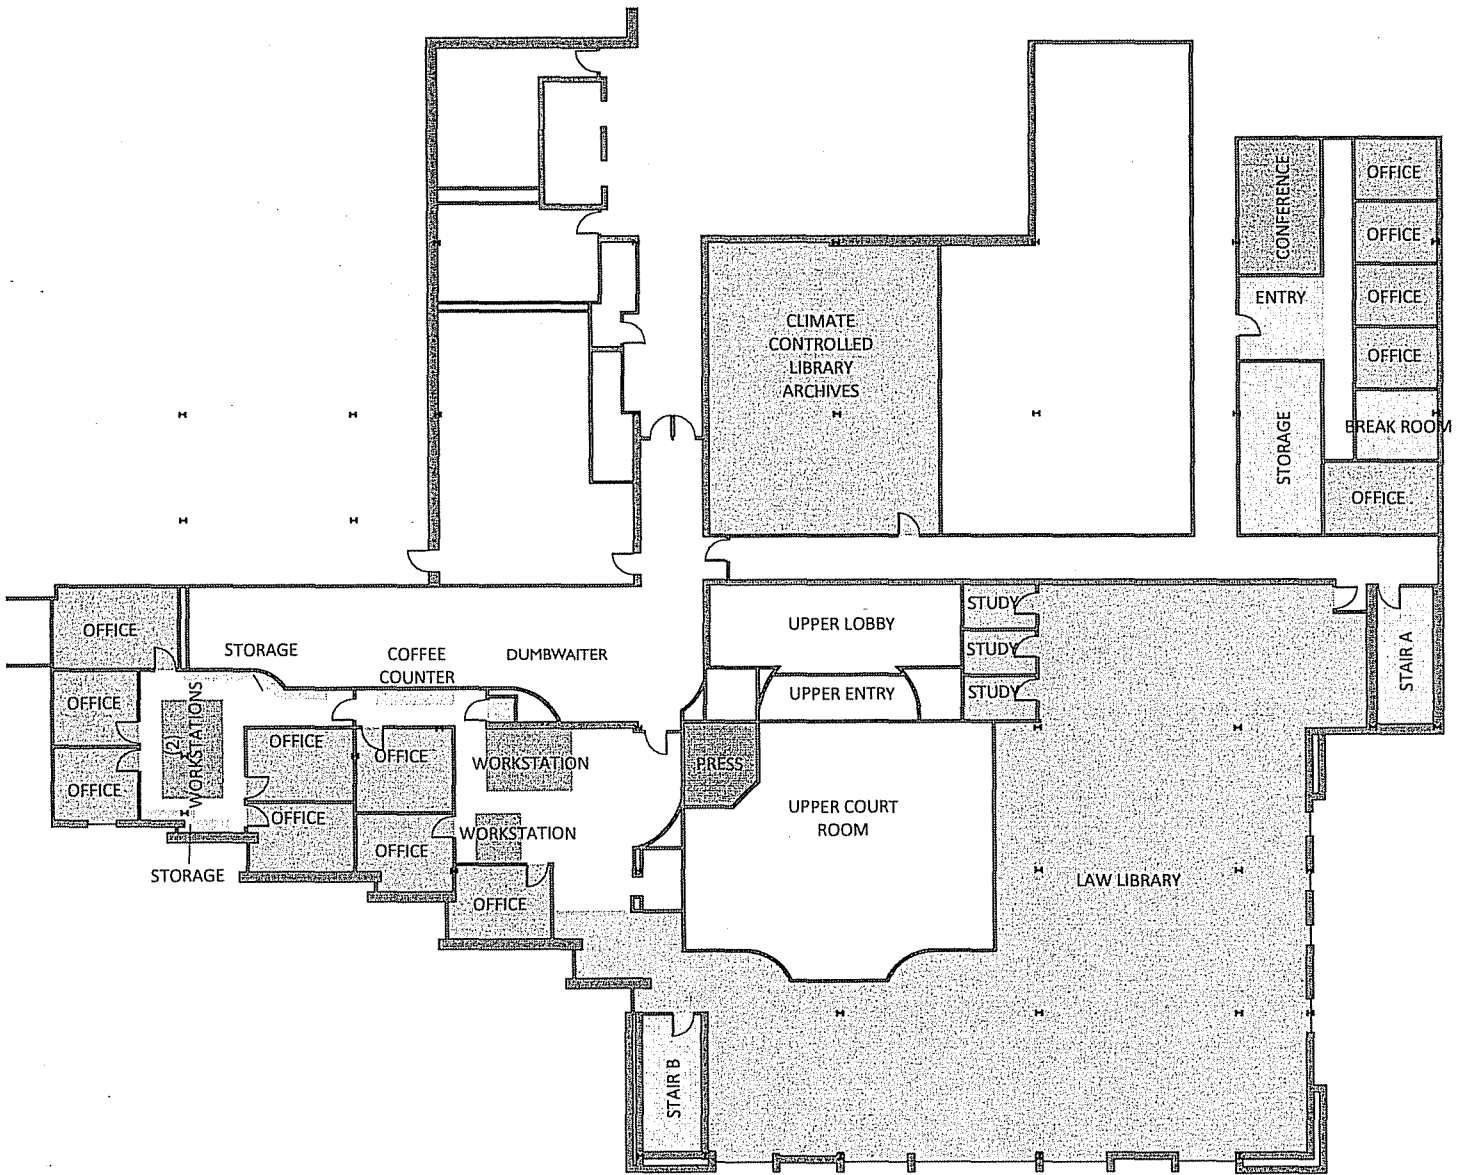 OFFICE
CONFERENCE
OFFICE
ENTRY
OFFICE
CLIMATE
CONTROLLED
LIBRARY
ARCHIVES
OFFICE
BREAK ROOM
STORAGE
OFFICE
STUDY
UPPER LOBBY
OFFICE
STORAGE
COFFEE
COUNTER
DUMBWAITER
STUDY
STAIR A
UPPER ENTRY
STUDY
OFFICE
(2)
WORKSTATIONS
OFFICE
OFFICE
WORKSTATION
PRESS
OFFICE
OFFICE
UPPER COURT
ROOM
WORKSTATION
OFFICE
STORAGE
LAW LIBRARY
OFFICE
STAIR B